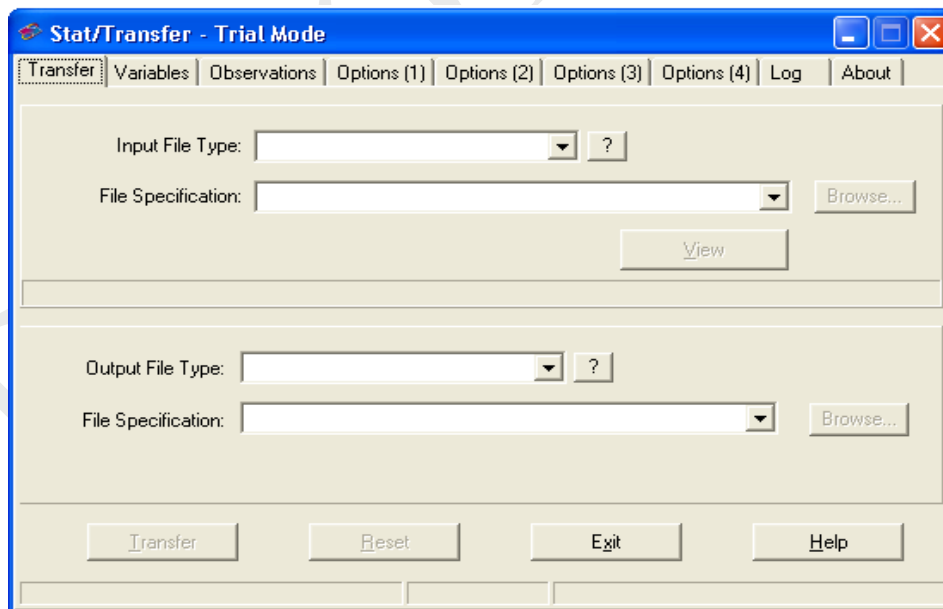 Stat/Transfer - Trial Mode
Transfer Variables Observations Options (1) Options (2) Options (3) Options (4) Log About
Input File Type: ?
File Specification: Browse...
View
Output File Type: ?
File Specification: Browse...
Transfer Reset Exit Help